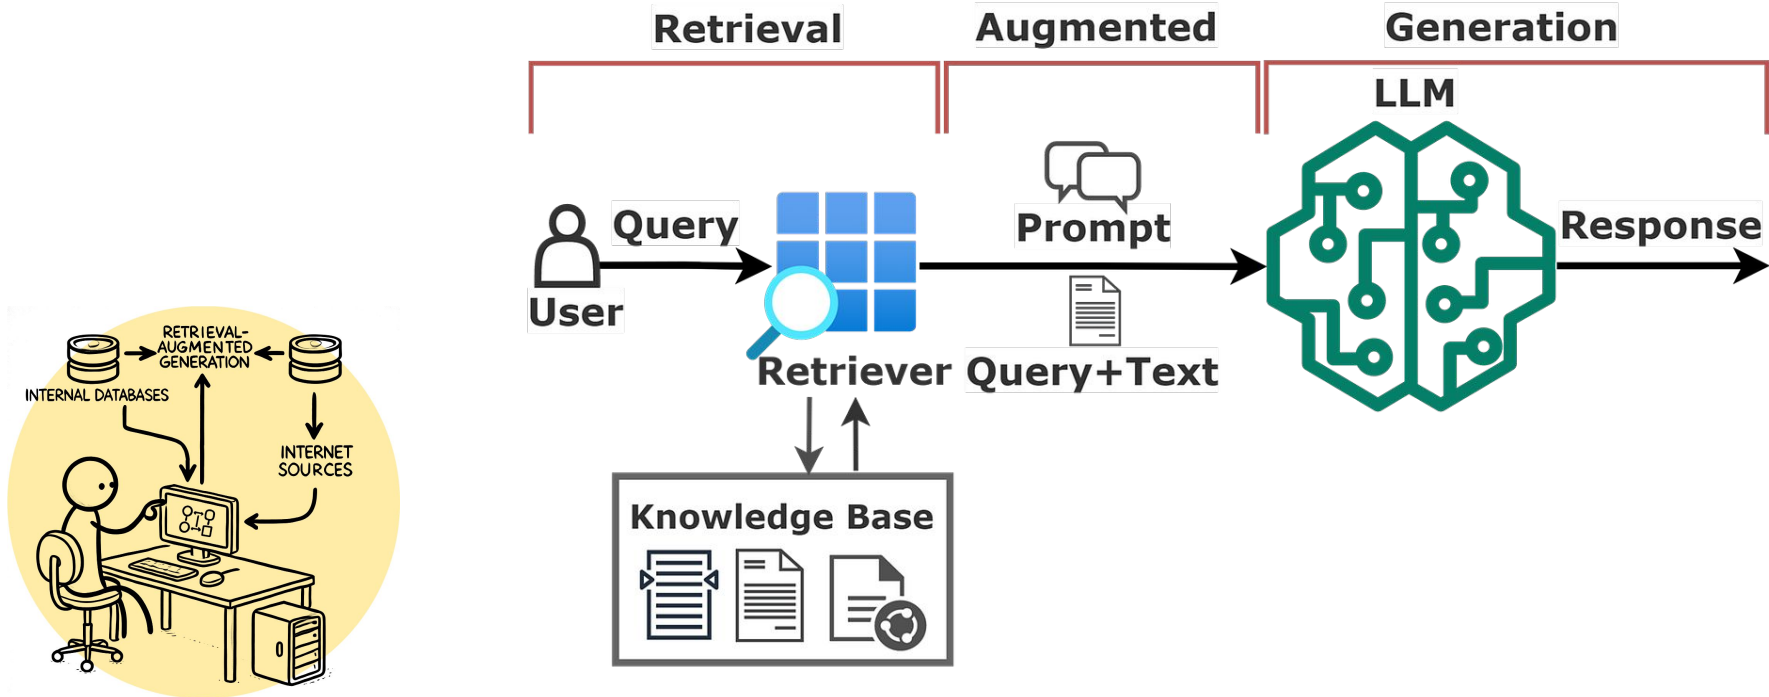 Retrieval
Augmented
Generation
LLM
Query
Prompt
Response
User
Retriever
Query+Text
Knowledge Base
RETRIEVAL-
AUGMENTED
GENERATION
INTERNAL DATABASES
INTERNET
SOURCES